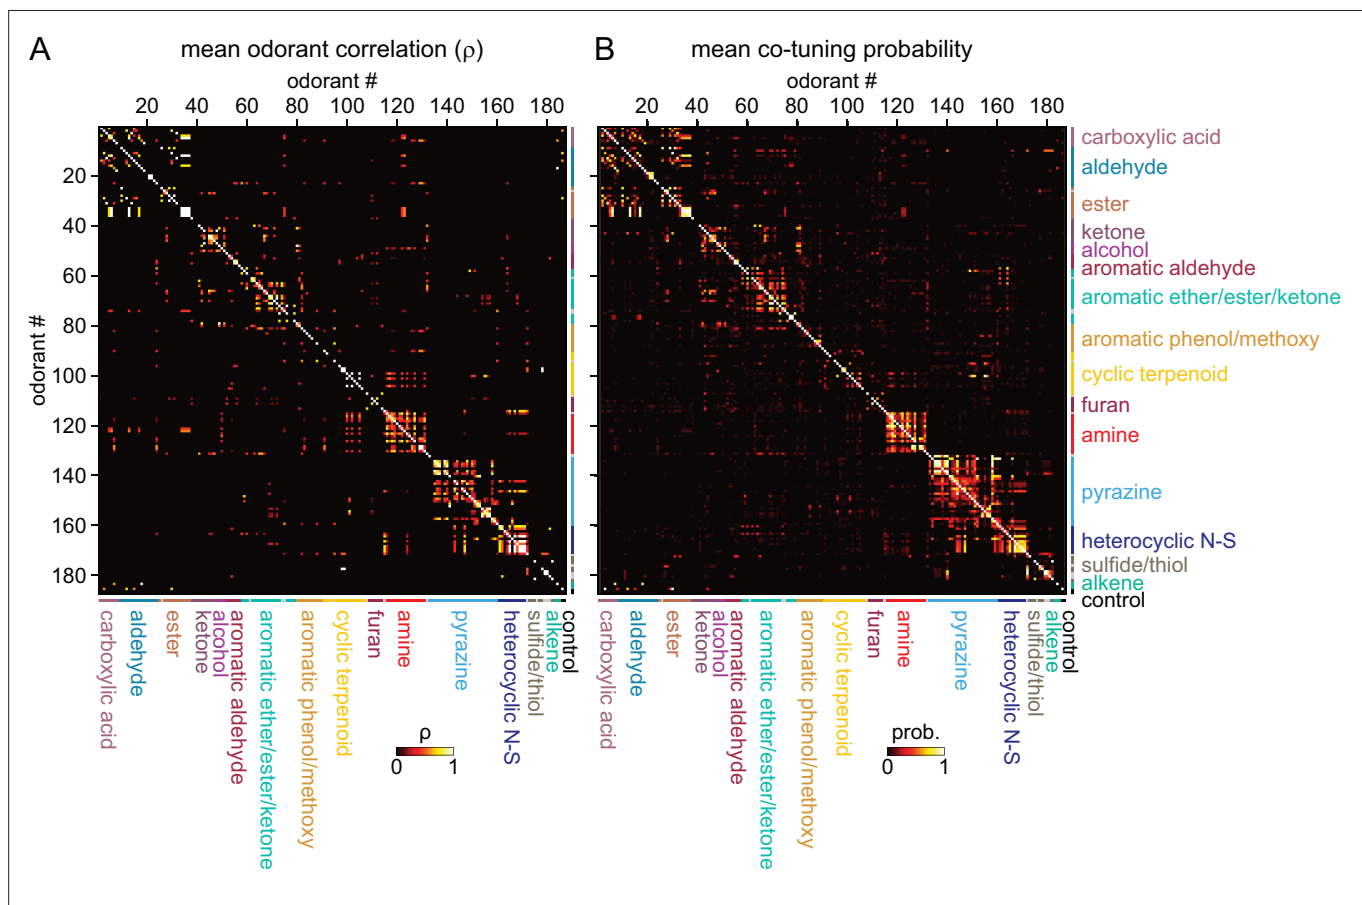 A
mean odorant correlation (ρ)
odorant #
20 40 60 80 100 120 140 160 180
odorant #
20
40
60
80
100
120
140
160
180
carboxylic acid
aldehyde
ester
ketone
alcohol
aromatic aldehyde
aromatic ether/ester/ketone
aromatic phenol/methoxy
cyclic terpenoid
furan
amine
pyrazine
heterocyclic N-S
sulfide/thiol
alkene
control
ρ
0 1
B
mean co-tuning probability
odorant #
20 40 60 80 100 120 140 160 180
carboxylic acid
aldehyde
ester
ketone
alcohol
aromatic aldehyde
aromatic ether/ester/ketone
aromatic phenol/methoxy
cyclic terpenoid
furan
amine
pyrazine
heterocyclic N-S
sulfide/thiol
alkene
control
carboxylic acid
aldehyde
ester
ketone
alcohol
aromatic aldehyde
aromatic ether/ester/ketone
aromatic phenol/methoxy
cyclic terpenoid
furan
amine
pyrazine
heterocyclic N-S
sulfide/thiol
alkene
control
prob.
0 1